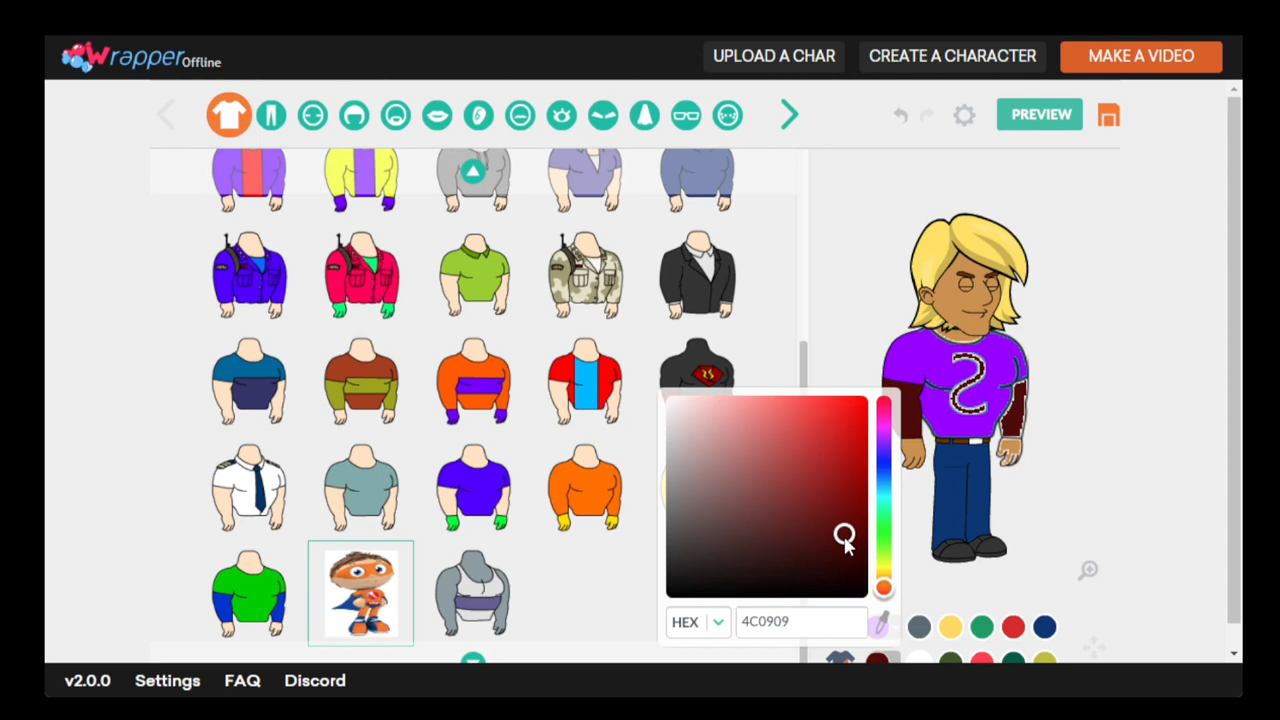 Wrapper Offline
UPLOAD A CHAR
CREATE A CHARACTER
MAKE A VIDEO
PREVIEW
S
HEX
4C0909
v2.0.0
Settings
FAQ
Discord